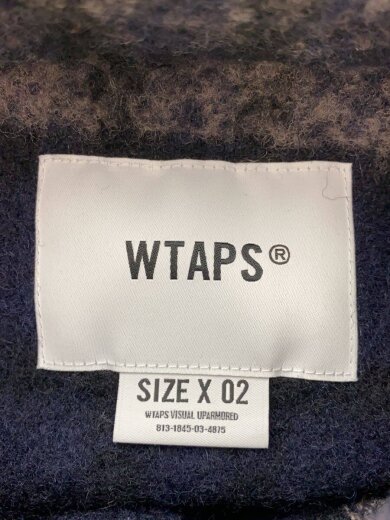 WTAPS®
SIZE X 02
WTAPS VISUAL UPARMORED
813-1845-03-4875